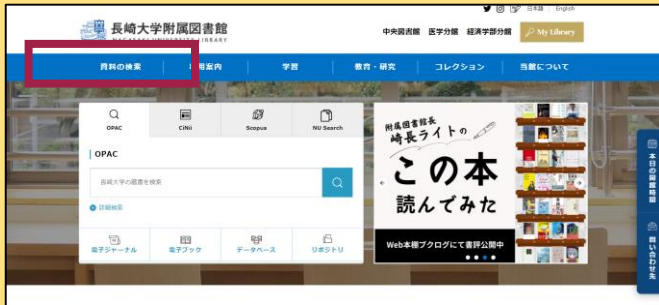 日本語 English
長崎大学附属図書館
NAGASAKI UNIVERSITY LIBRARY
中央図書館 医学分館 経済学部分館 My Library
資料の検索 利用案内 学習 教育・研究 コレクション 当館について
OPAC CiNii Scopus NU Search
OPAC
長崎大学の蔵書を検索
詳細検索
電子ジャーナル 電子ブック データベース リポジトリ
附属図書館長
崎長ライトの
この本
読んでみた
Web本棚ブクログにて書評公開中
本日の開館時間
問い合わせ先